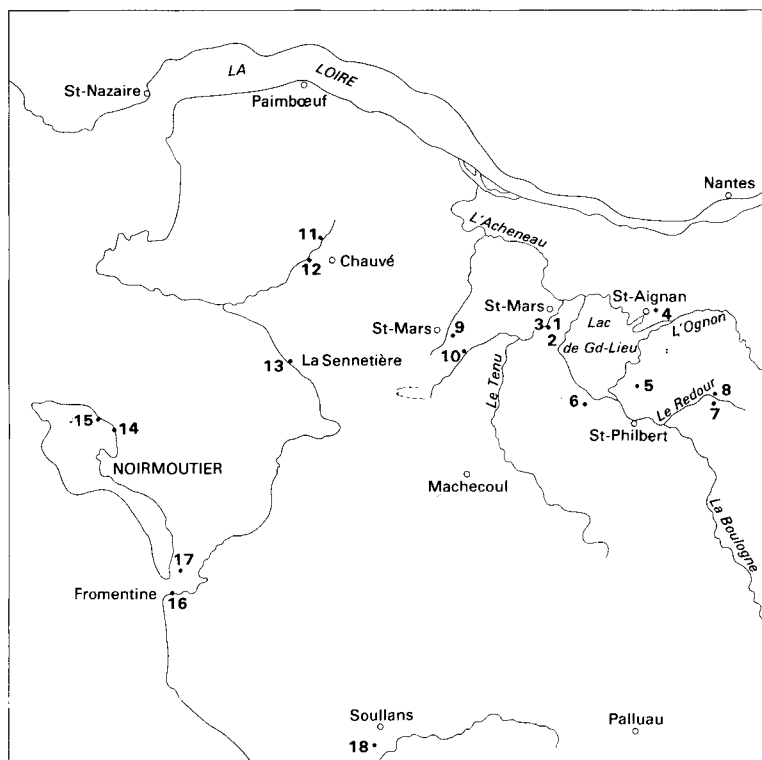 LA LOIRE
St-Nazaire
Paimbœuf
Nantes
L'Acheneau
11
12
Chauvé
St-Mars
St-Aignan
4
St-Mars
9
3
1
2
Lac
de Gd-Lieu
L'Ognon
10
13
La Sennetière
Le Tenu
5
6
8
7
Le Redour
St-Philbert
15
14
NOIRMOUTIER
Machecoul
La Boulogne
17
Fromentine
16
Soullans
18
Palluau